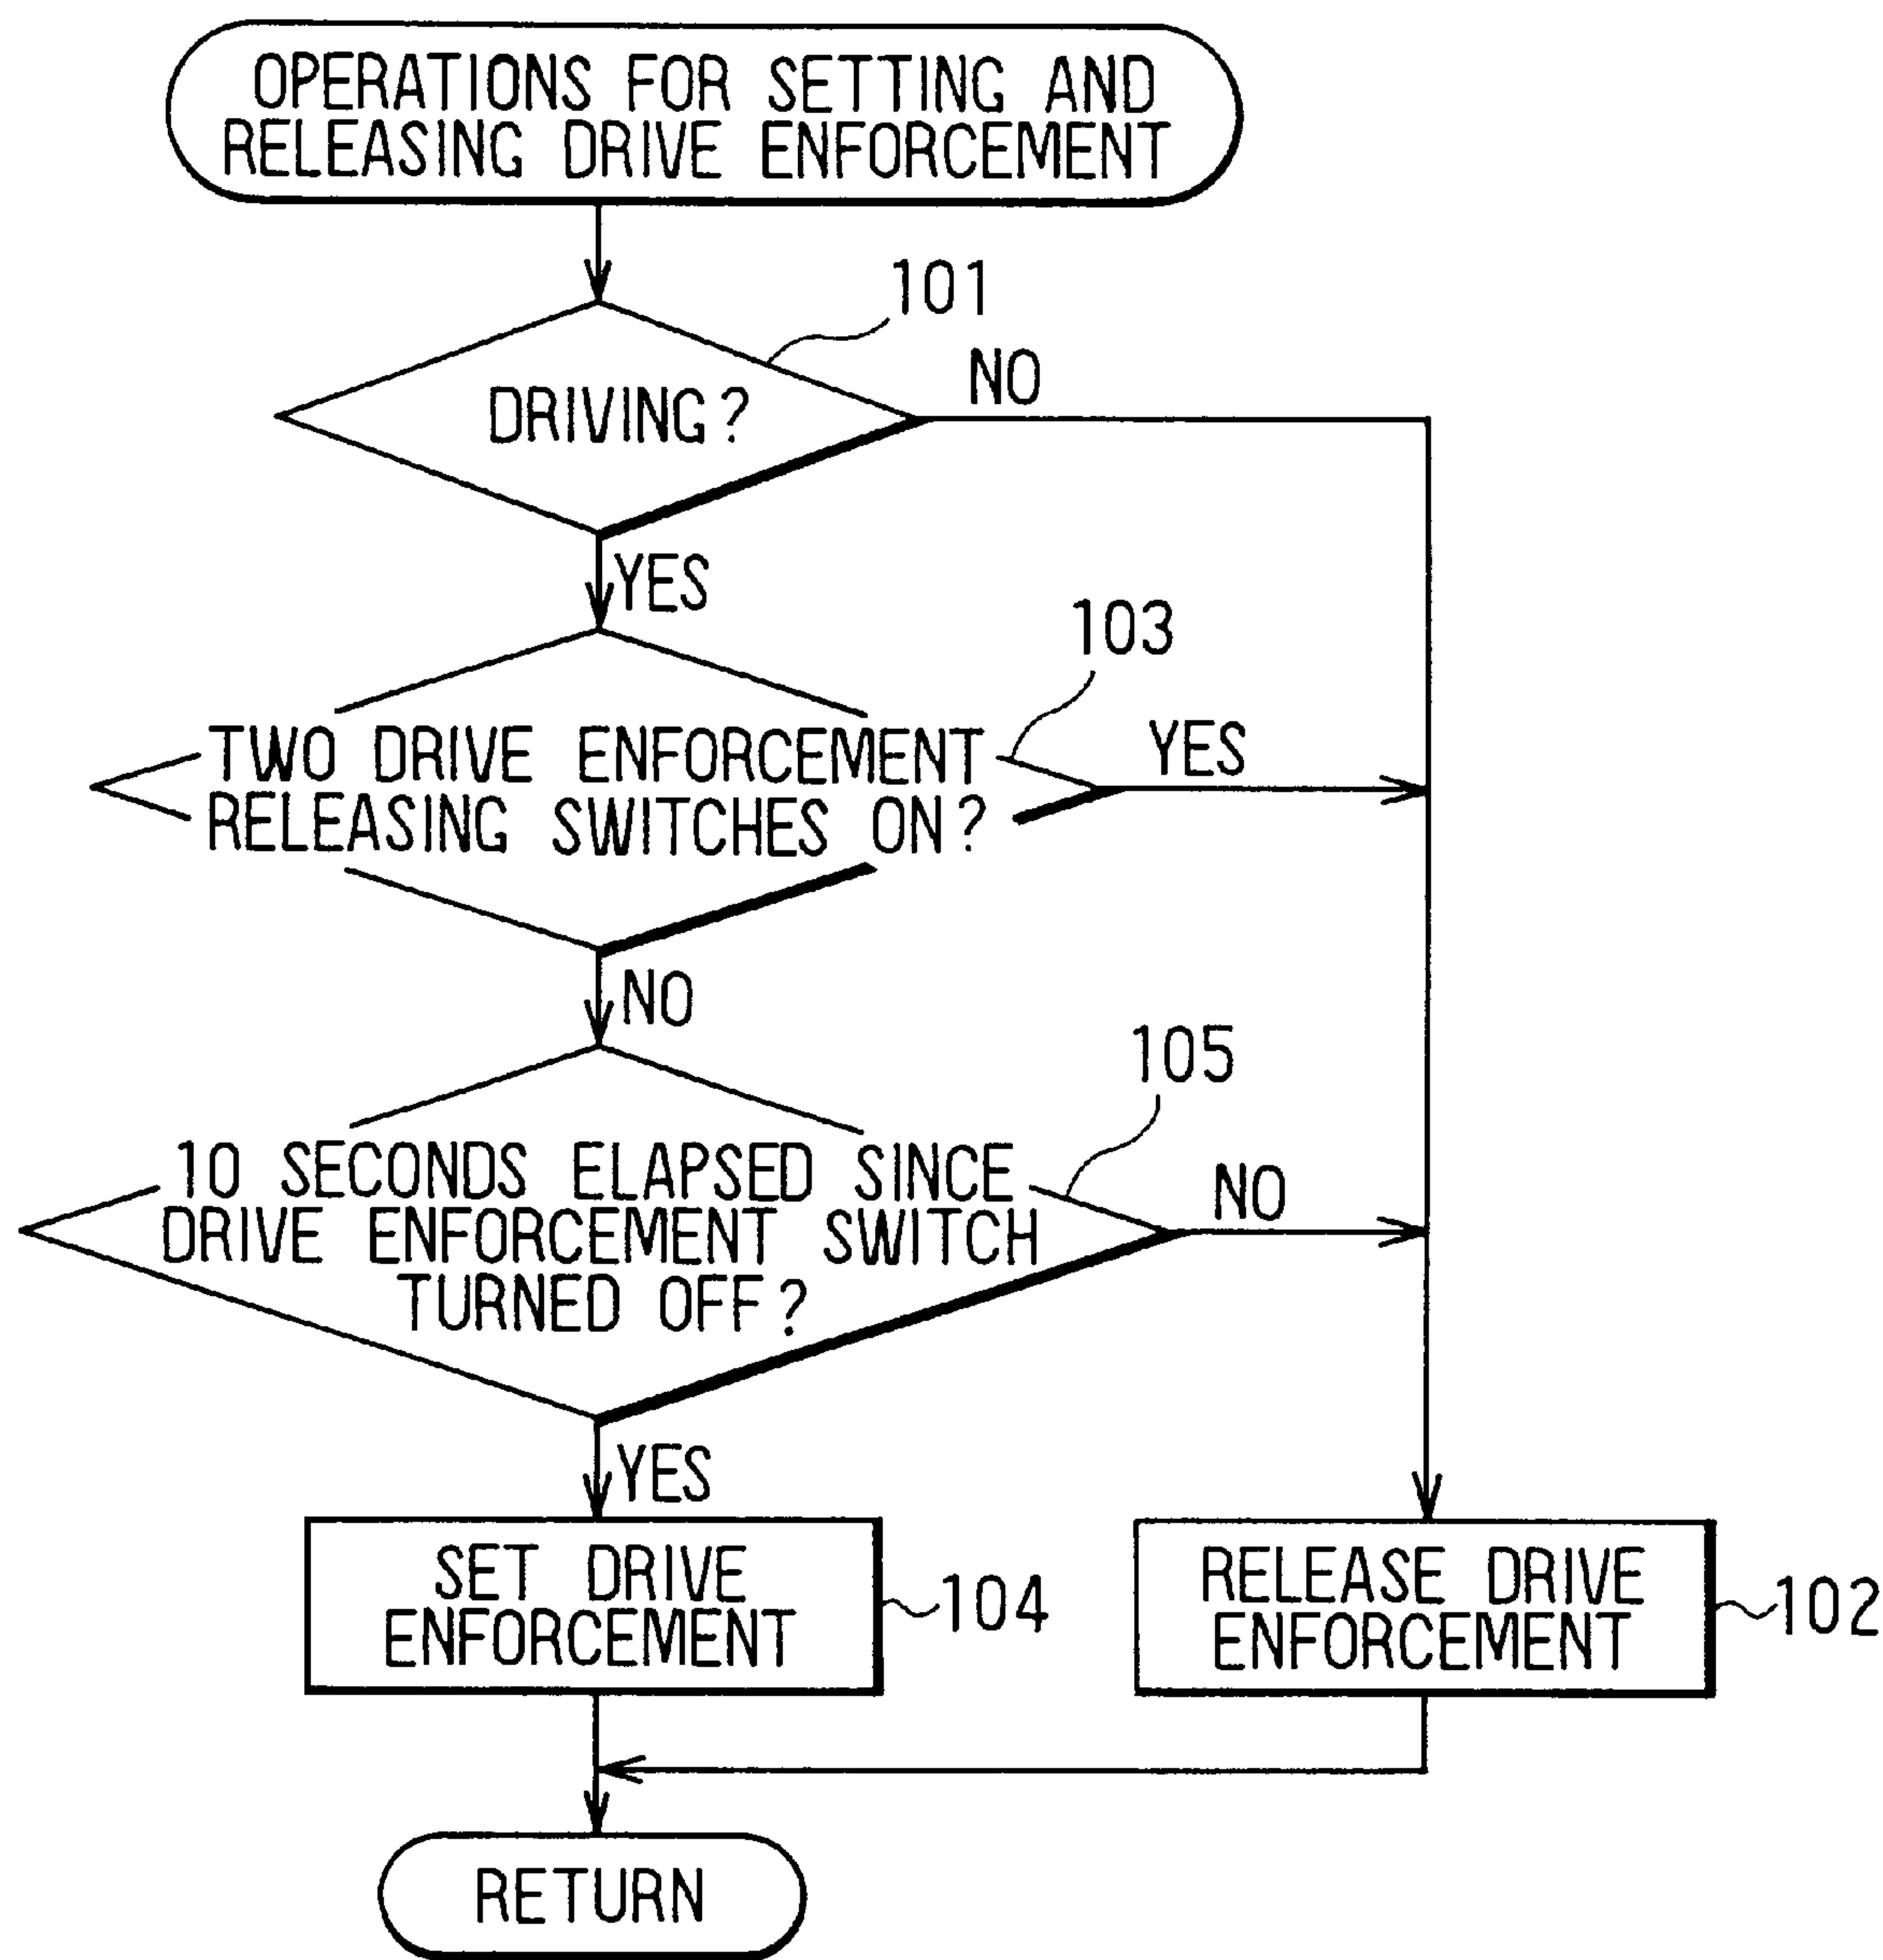 OPERATIONS FOR SETTING AND
RELEASING DRIVE ENFORCEMENT
101
DRIVING?
NO
YES
103
TWO DRIVE ENFORCEMENT
RELEASING SWITCHES ON?
YES
NO
105
10 SECONDS ELAPSED SINCE
DRIVE ENFORCEMENT SWITCH
TURNED OFF?
NO
YES
SET DRIVE
ENFORCEMENT
104
RELEASE DRIVE
ENFORCEMENT
102
RETURN